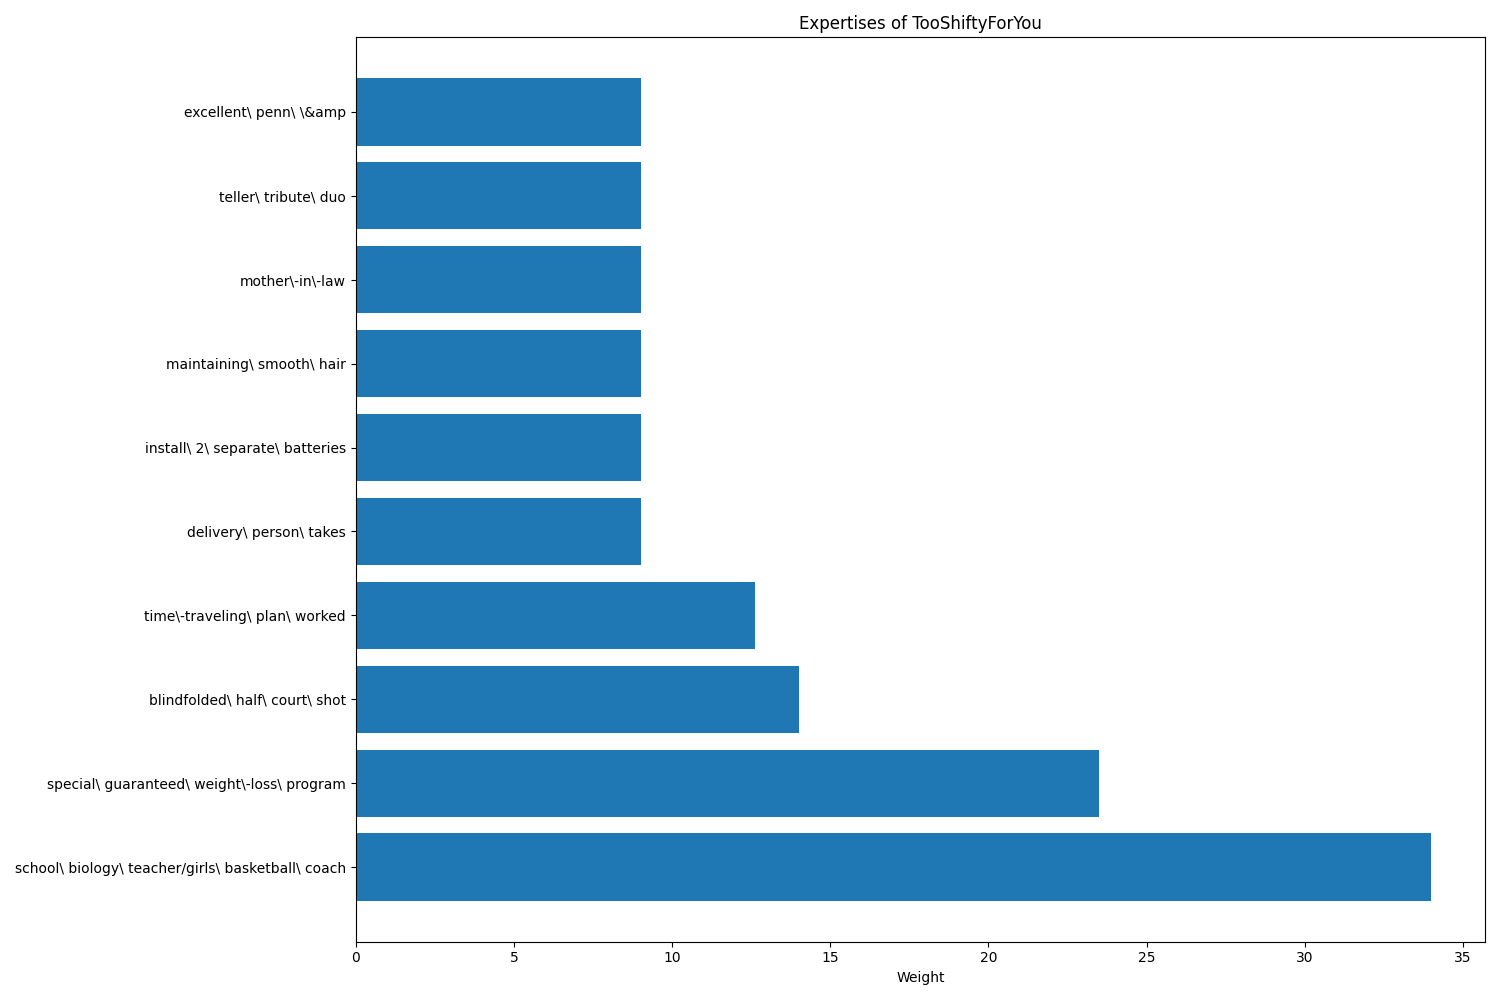 Expertises of TooShiftyForYou
excellent\ penn\ \&amp
teller\ tribute\ duo
mother\-in\-law
maintaining\ smooth\ hair
install\ 2\ separate\ batteries
delivery\ person\ takes
time\-traveling\ plan\ worked
blindfolded\ half\ court\ shot
special\ guaranteed\ weight\-loss\ program
school\ biology\ teacher/girls\ basketball\ coach
0 5 10 15 20 25 30 35
Weight